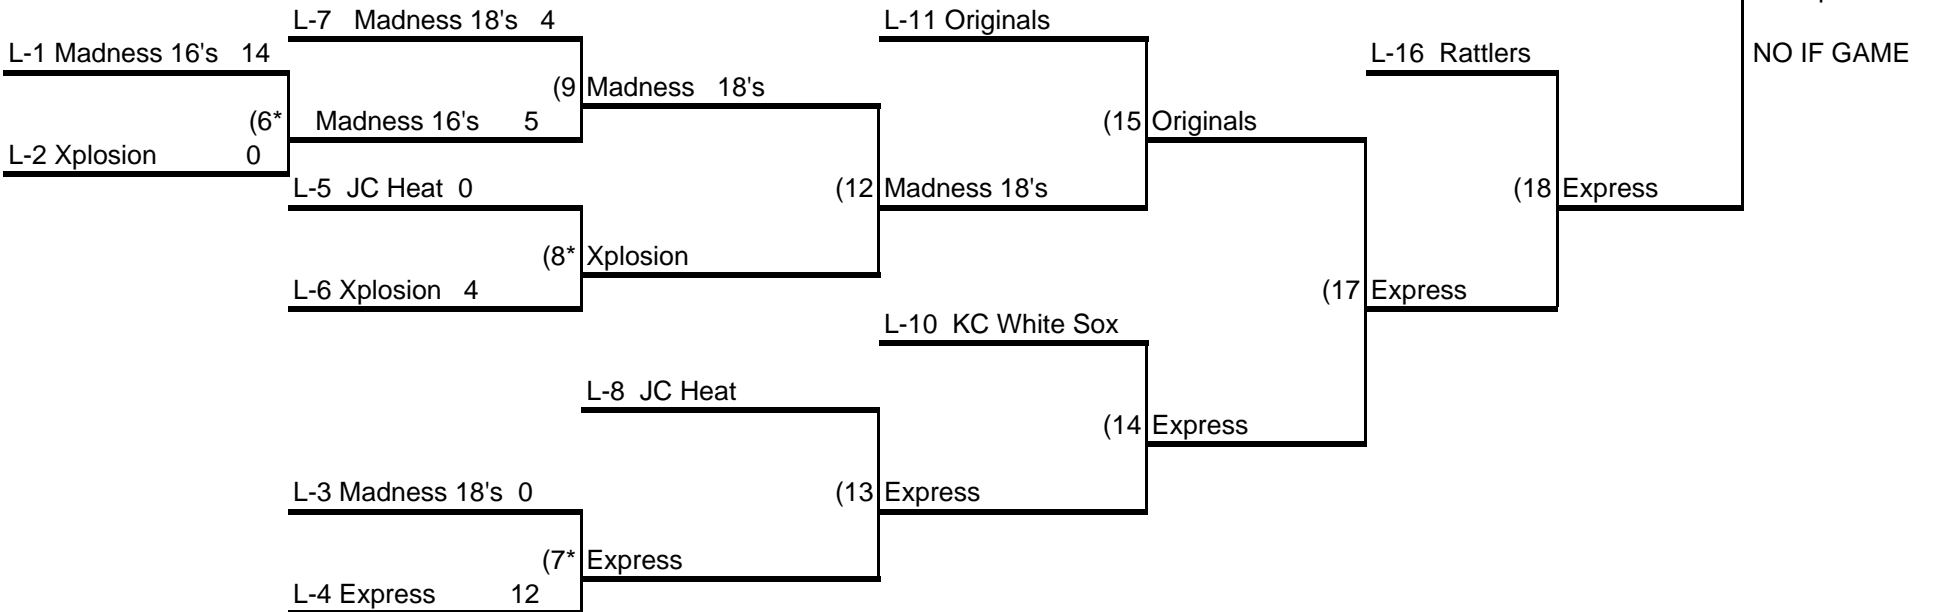 L-7 Madness 18's 4
L-11 Originals
L-1 Madness 16's 14
L-16 Rattlers
NO IF GAME
(9 Madness 18's
(6* Madness 16's 5
(15 Originals
L-2 Xplosion 0
L-5 JC Heat 0
(12 Madness 18's
(18 Express
(8* Xplosion
L-6 Xplosion 4
(17 Express
L-10 KC White Sox
L-8 JC Heat
(14 Express
L-3 Madness 18's 0
(13 Express
(7* Express
L-4 Express 12